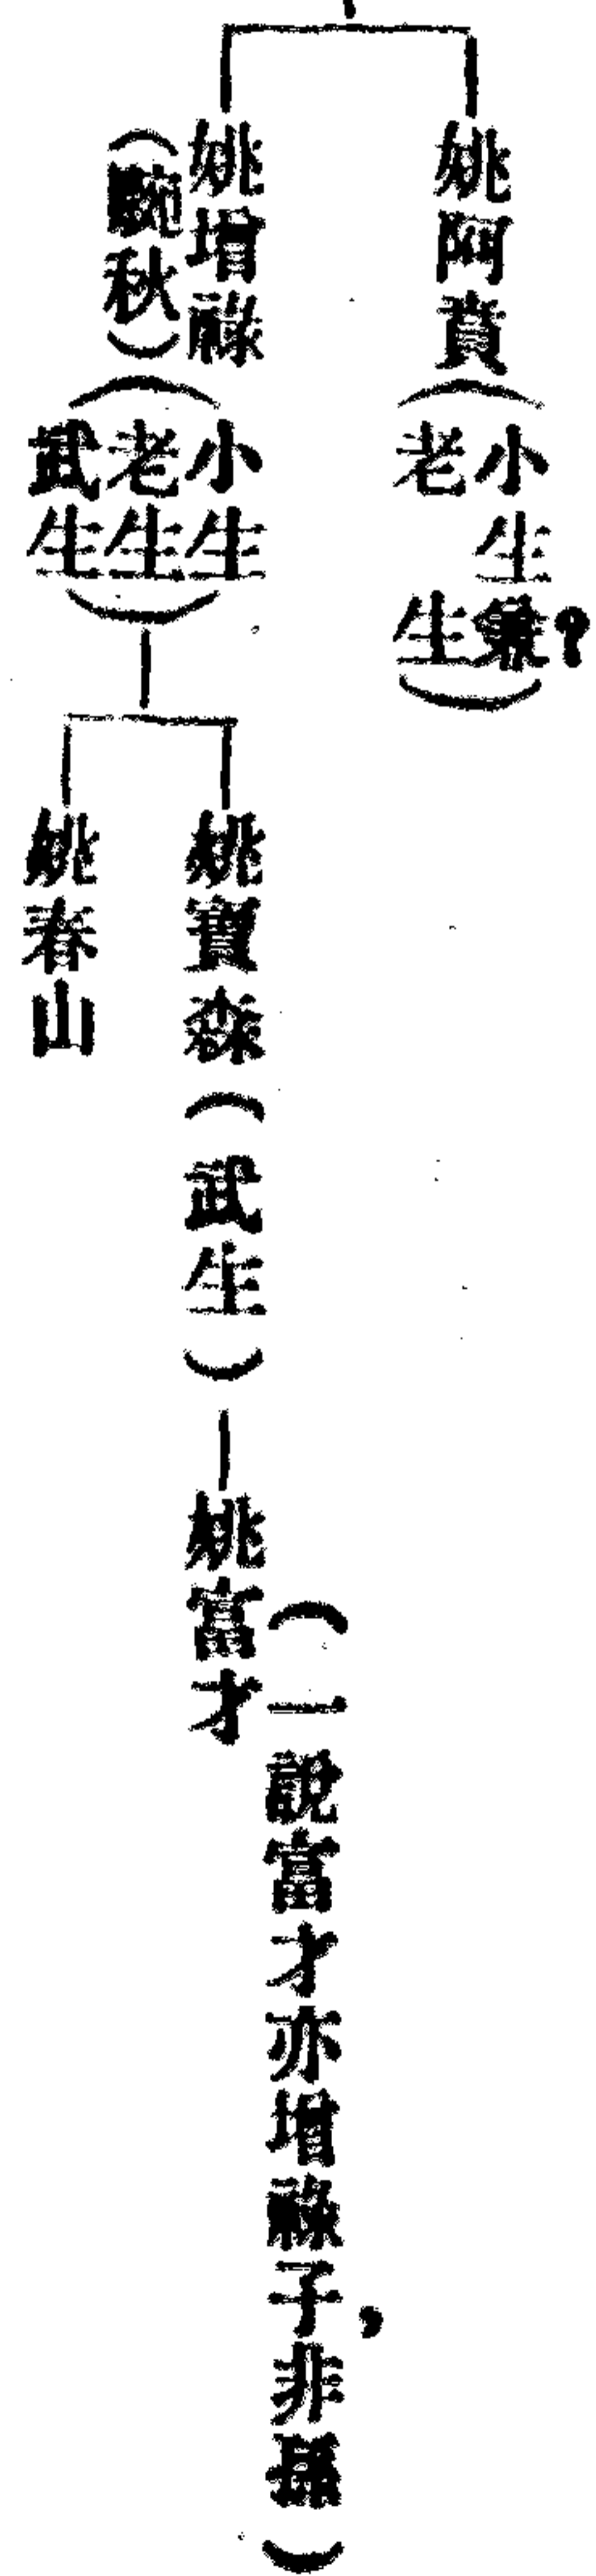 姚阿賁（小生兼？老生）
姚增祿（畹秋）（小生 老生 武生）
姚寶森（武生）
姚富才
（一說富才亦增祿子，非孫）
姚春山